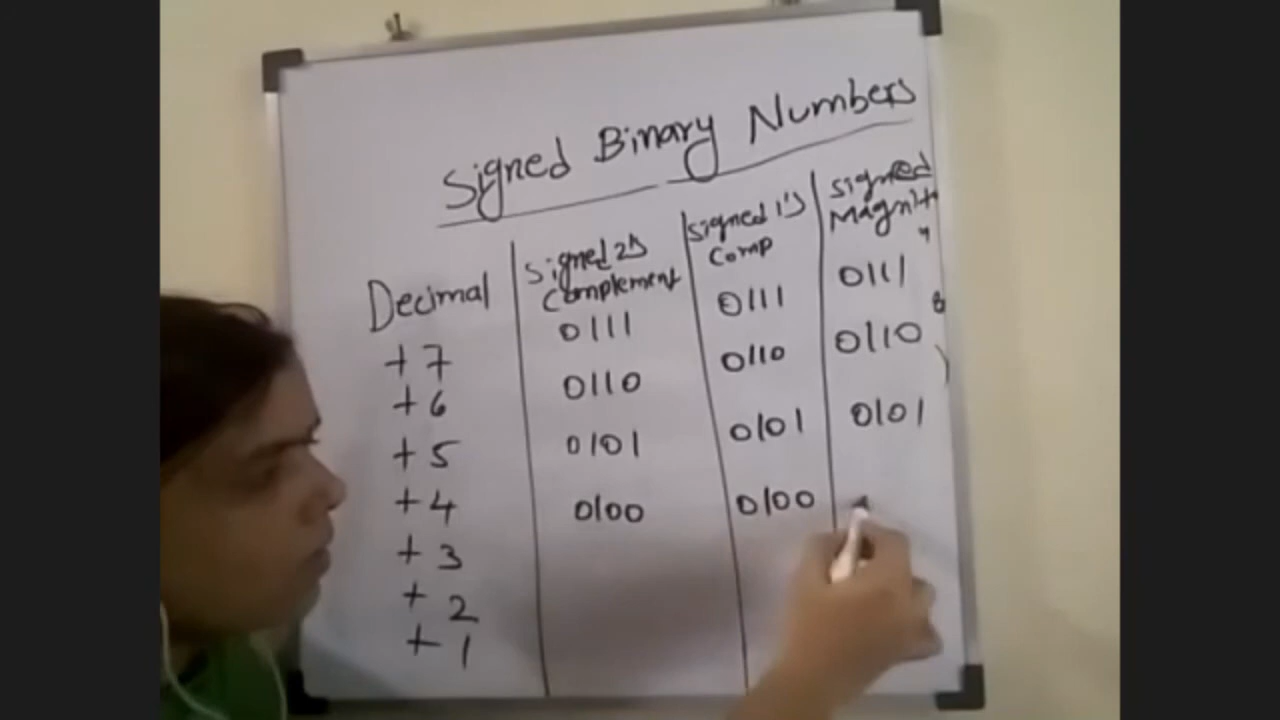 Signed Binary Numbers
Decimal Signed 2's Complement Signed 1's Comp Signed
+7 0111 0111 0111
+6 0110 0110 0110
+5 0101 0101 0101
+4 0100 0100
+3
+2
+1